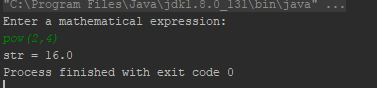 "C:\Program Files\Java\jdk1.8.0_131\bin\java" ...
Enter a mathematical expression:
pow(2,4)
str = 16.0
Process finished with exit code 0